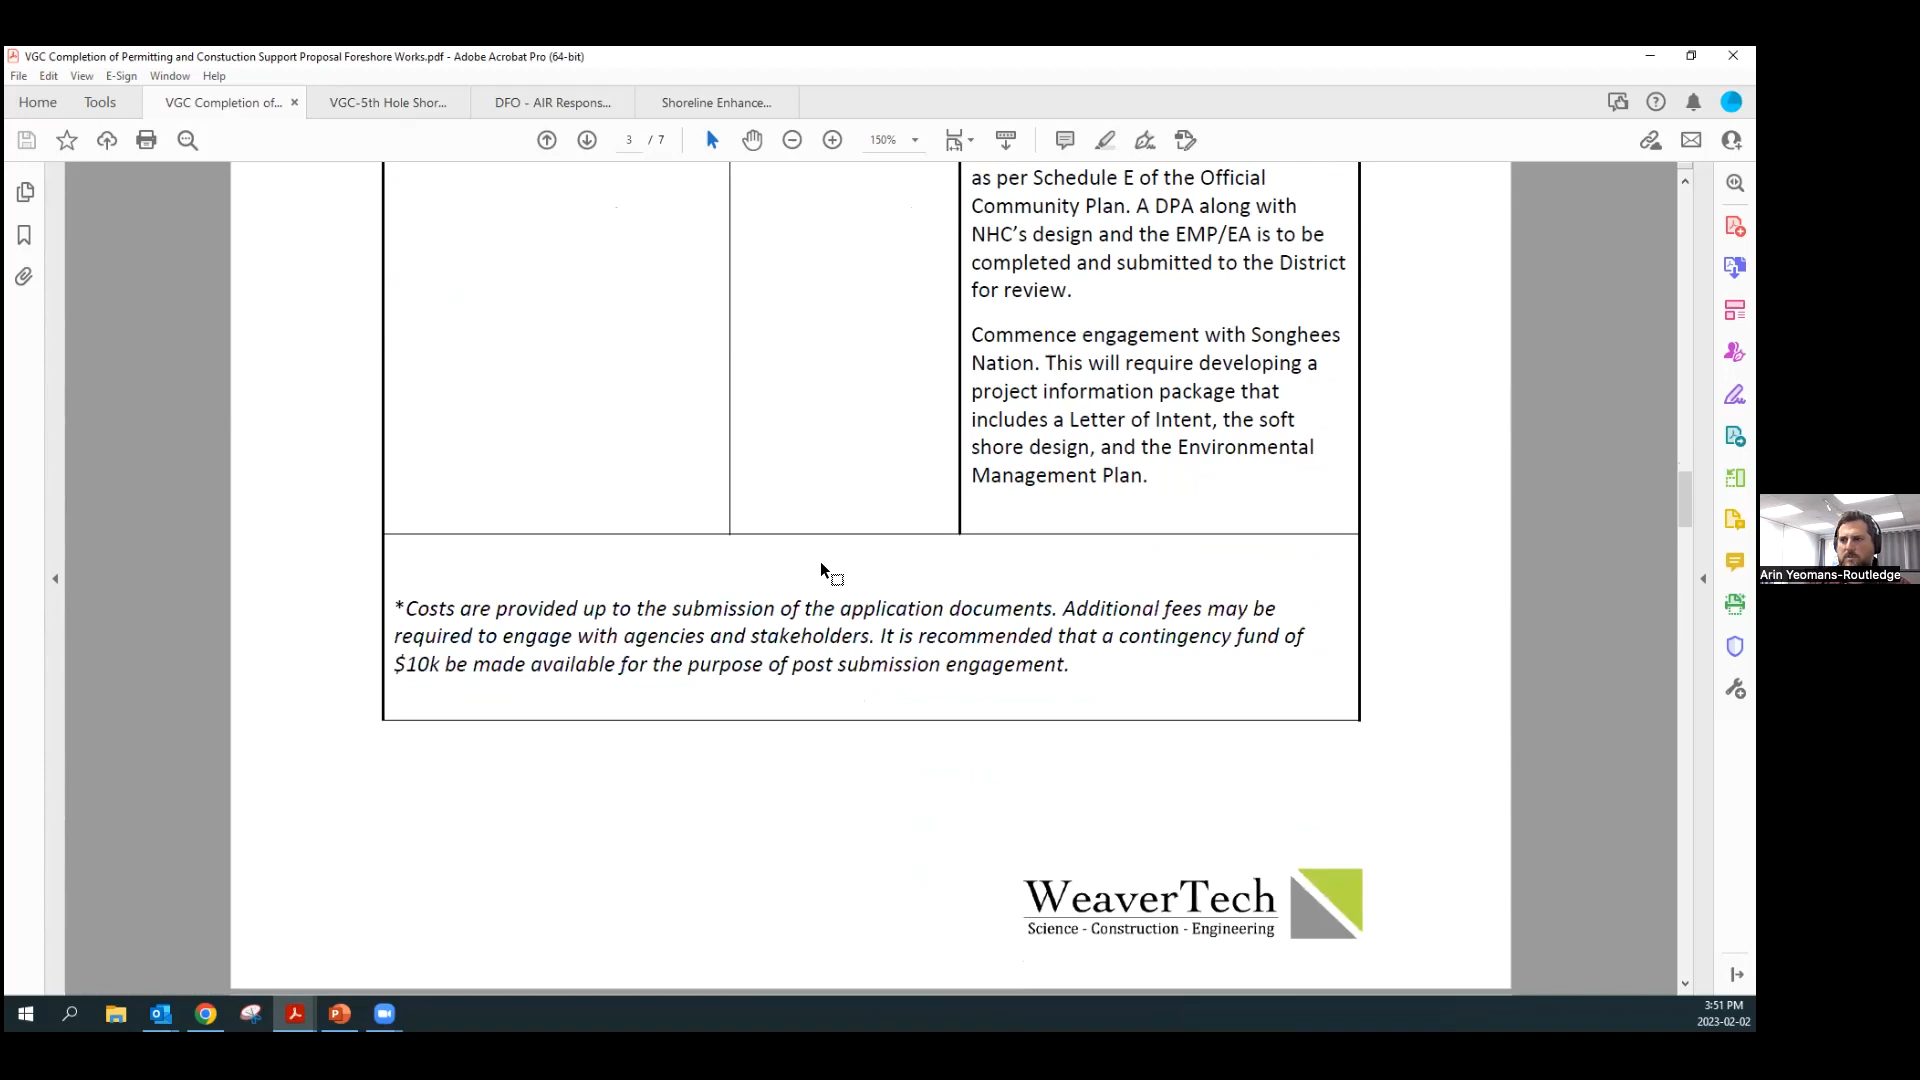 VGC Completion of Permitting and Constuction Support Proposal Foreshore Works.pdf - Adobe Acrobat Pro (64-bit)
File Edit View E-Sign Window Help
Home Tools VGC Completion of... × VGC-5th Hole Shor... DFO - AIR Respons... Shoreline Enhance...
3 / 7 150%
as per Schedule E of the Official
Community Plan. A DPA along with
NHC’s design and the EMP/EA is to be
completed and submitted to the District
for review.
Commence engagement with Songhees
Nation. This will require developing a
project information package that
includes a Letter of Intent, the soft
shore design, and the Environmental
Management Plan.
*Costs are provided up to the submission of the application documents. Additional fees may be
required to engage with agencies and stakeholders. It is recommended that a contingency fund of
$10k be made available for the purpose of post submission engagement.
WeaverTech
Science - Construction - Engineering
Arin Yeomans-Routledge
3:51 PM
2023-02-02